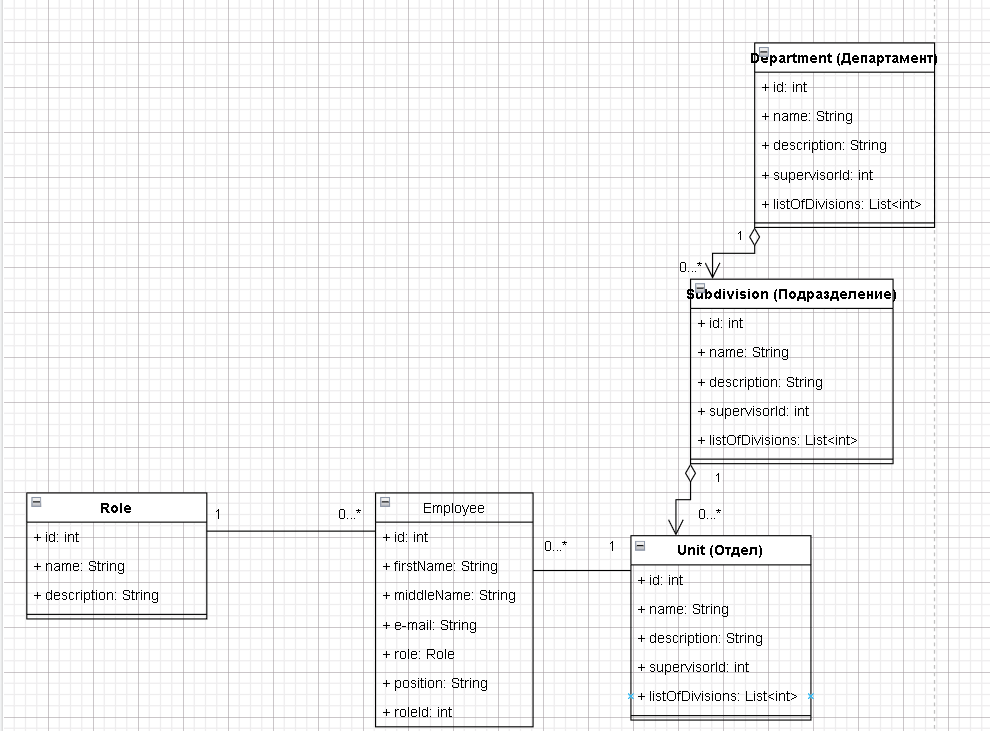 Department (Департамент)
+ id: int
+ name: String
+ description: String
+ supervisorId: int
+ listOfDivisions: List<int>
1
0...*
Subdivision (Подразделение)
+ id: int
+ name: String
+ description: String
+ supervisorId: int
+ listOfDivisions: List<int>
1
0...*
Role
+ id: int
+ name: String
+ description: String
1
0...*
Employee
+ id: int
+ firstName: String
+ middleName: String
+ e-mail: String
+ role: Role
+ position: String
+ roleId: int
0...*
1
Unit (Отдел)
+ id: int
+ name: String
+ description: String
+ supervisorId: int
+ listOfDivisions: List<int>